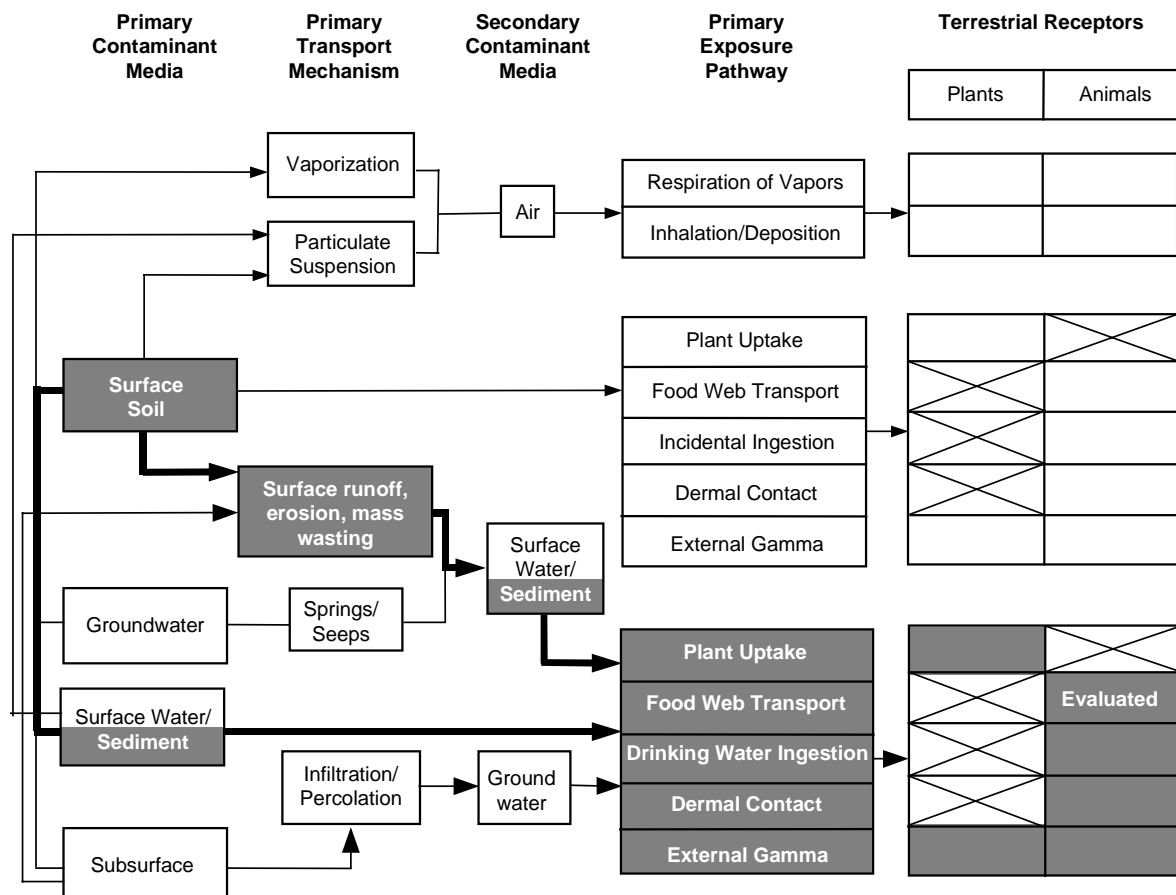 Primary
Contaminant
Media
Primary
Transport
Mechanism
Secondary
Contaminant
Media
Primary
Exposure
Pathway
Terrestrial Receptors
Plants
Animals
Vaporization
Particulate
Suspension
Air
Respiration of Vapors
Inhalation/Deposition
Surface
Soil
Plant Uptake
Food Web Transport
Incidental Ingestion
Dermal Contact
External Gamma
Surface runoff,
erosion, mass
wasting
Surface
Water/
Sediment
Groundwater
Springs/
Seeps
Surface Water/
Sediment
Plant Uptake
Food Web Transport
Drinking Water Ingestion
Dermal Contact
External Gamma
Evaluated
Infiltration/
Percolation
Ground
water
Subsurface